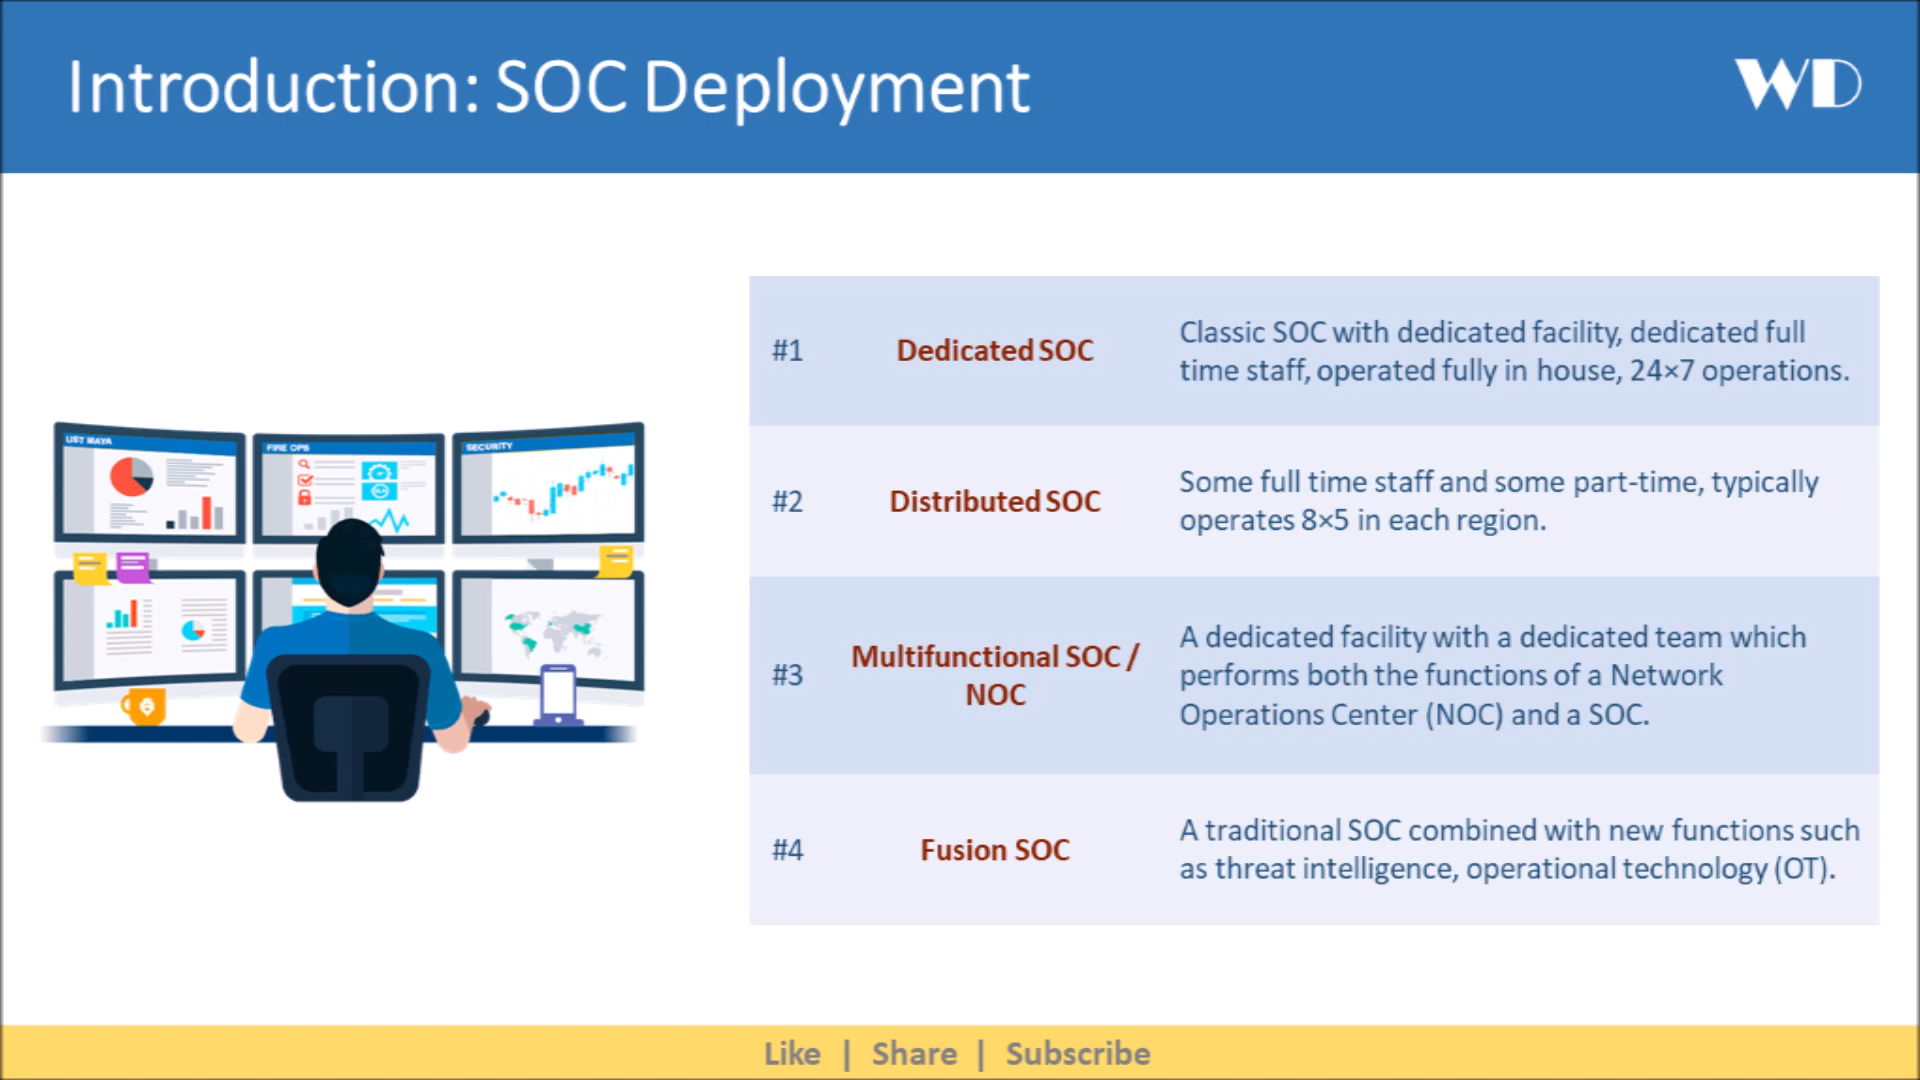 Introduction: SOC Deployment
WD
UST MAYA
FIRE OPS
SECURITY
#1
Dedicated SOC
Classic SOC with dedicated facility, dedicated full
time staff, operated fully in house, 24×7 operations.
#2
Distributed SOC
Some full time staff and some part-time, typically
operates 8×5 in each region.
#3
Multifunctional SOC /
NOC
A dedicated facility with a dedicated team which
performs both the functions of a Network
Operations Center (NOC) and a SOC.
#4
Fusion SOC
A traditional SOC combined with new functions such
as threat intelligence, operational technology (OT).
Like | Share | Subscribe